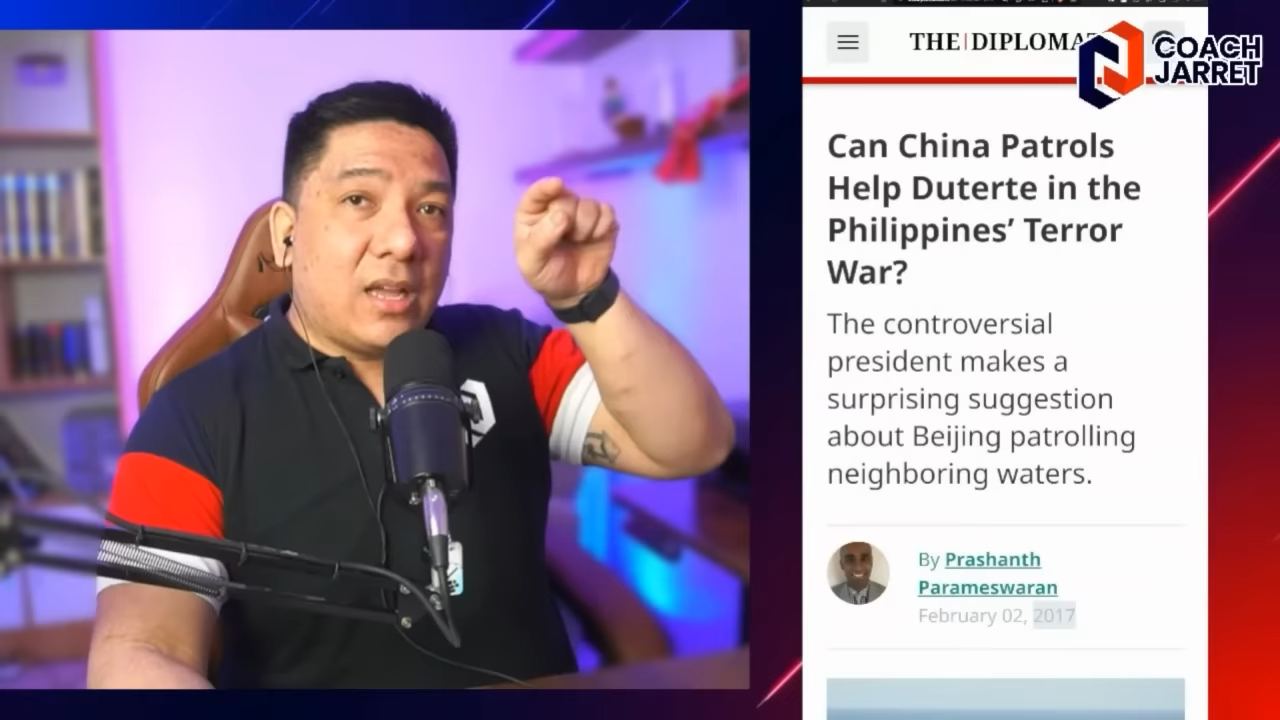 THE|DIPLOMA
COACH
JARRET
Can China Patrols
Help Duterte in the
Philippines' Terror
War?
The controversial
president makes a
surprising suggestion
about Beijing patrolling
neighboring waters.
By Prashanth
Parameswaran
February 02, 2017